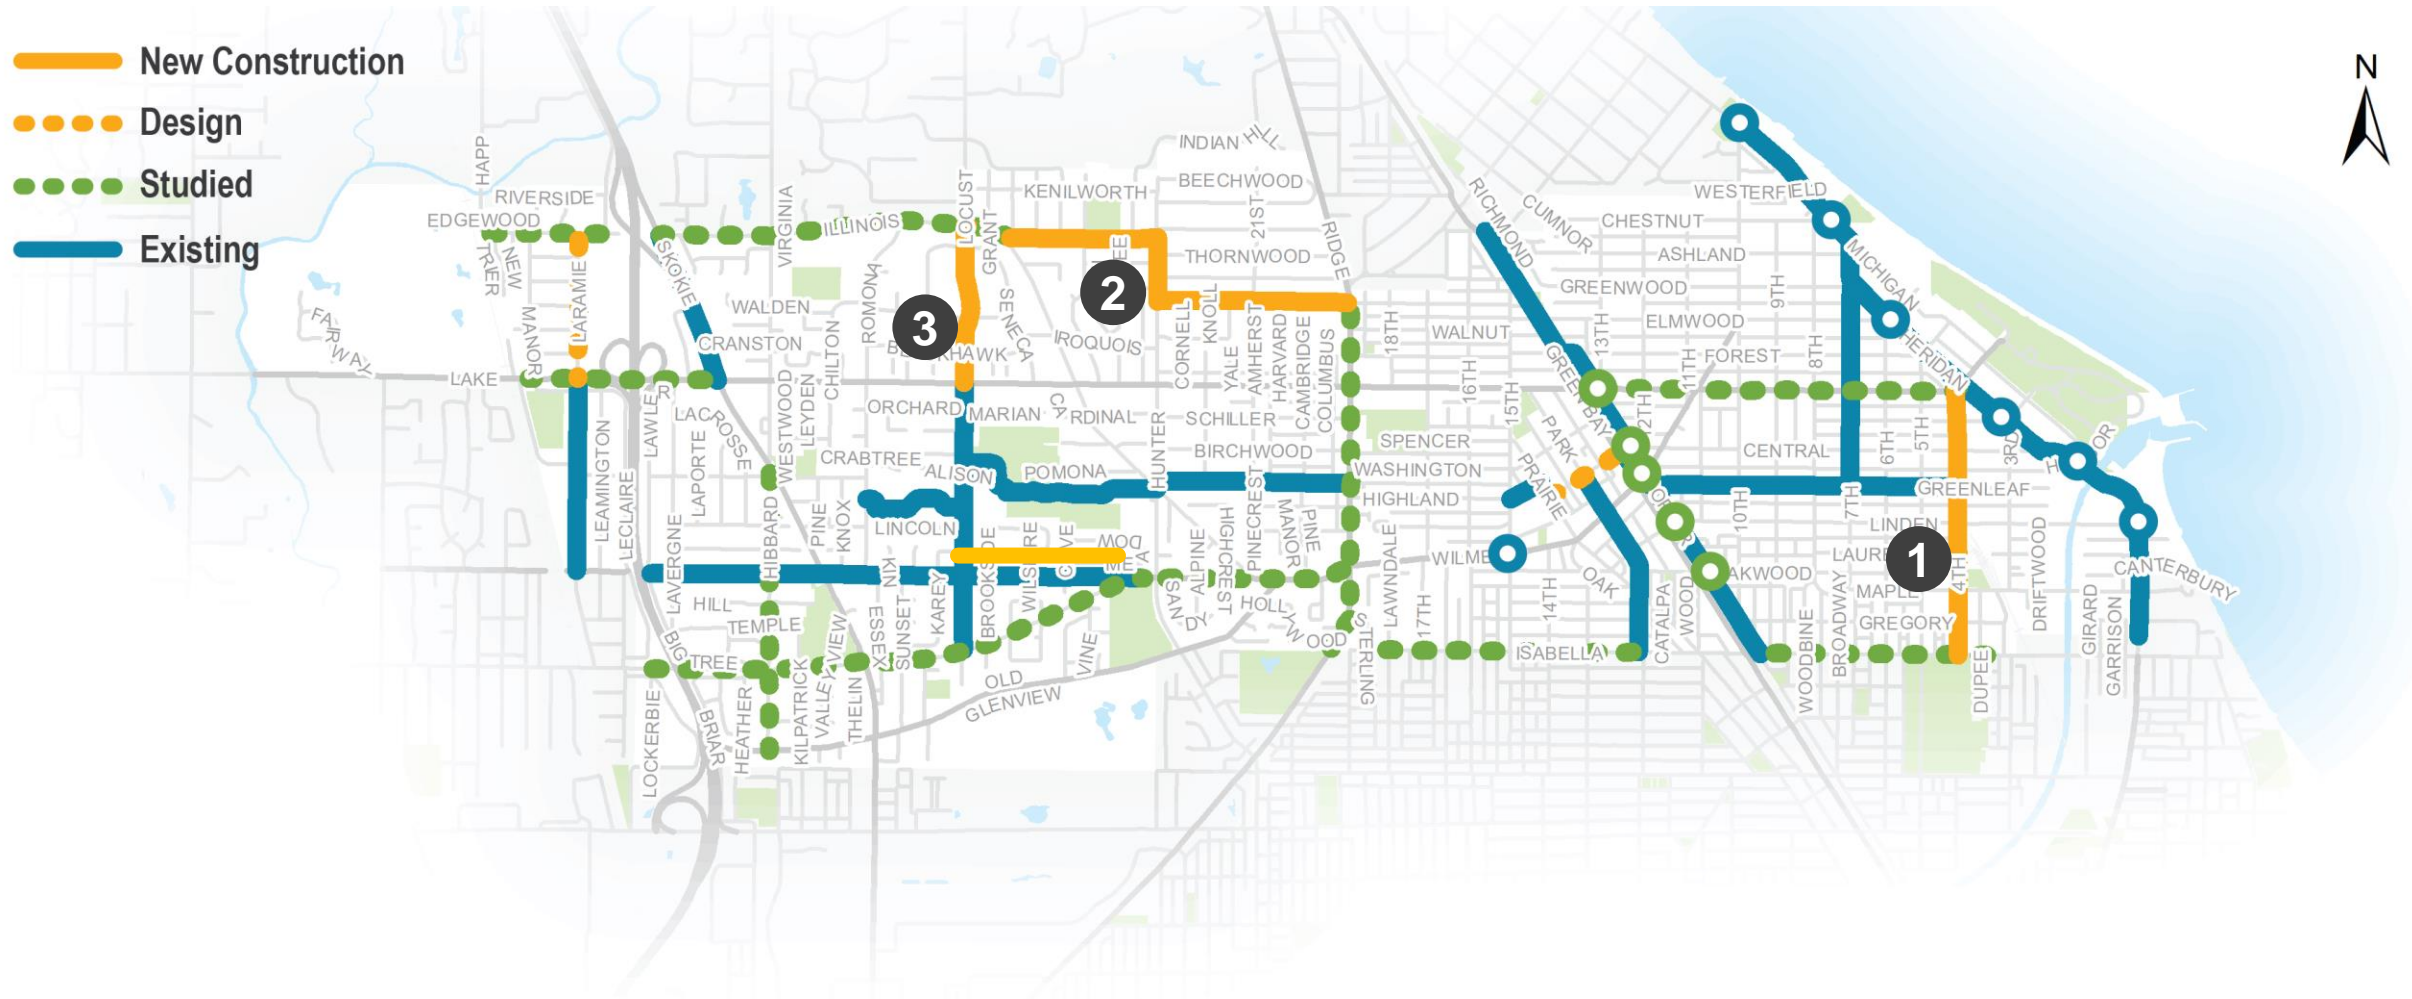 New Construction
Design
Studied
Existing
N
HAPP
RIVERSIDE
EDGEWOOD
NEW
TRIER
MANOR
LARAMIE
FAIRWAY
LAKE
SKOKIE
VIRGINIA
ILLINOIS
LOCUST
GRANT
KENILWORTH
INDIAN HILL
BEECHWOOD
21ST
RIDGE
THORNWOOD
WALDEN
ROMONA
CHILTON
CRANSTON
SENECA
IROQUOIS
CORNELL
KNOLL
YALE
AMHERST
HARVARD
CAMBRIDGE
COLUMBUS
3
2
1
RICHMOND
CUMNOR
WESTERFIELD
CHESTNUT
ASHLAND
MICHIGAN
GREENWOOD
9TH
ELMWOOD
13TH
18TH
WALNUT
16TH
15TH
GREEN BAY
11TH
FOREST
8TH
SHERIDAN
LACROSSE
LAPORTE
LEAMINGTON
LECLAIRE
WESTWOOD
LEYDEN
ORCHARD
MARIAN
CARDINAL
SCHILLER
BIRCHWOOD
HUNTER
CRABTREE
ALISON
POMONA
SPENCER
WASHINGTON
HIGHLAND
PARK
PRAIRIE
12TH
CENTRAL
6TH
5TH
3RD
GREENLEAF
7TH
10TH
LINDEN
LAVERGNE
HIBBARD
PINE
KNOX
LINCOLN
ALPINE
HIGHCREST
PINECREST
MANOR
PINE
LAWNDALE
17TH
14TH
OAK
CATALPA
WOOD
BROADWAY
WOODBINE
MAPLE
GREGORY
4TH
DRIFTWOOD
GIRARD
GARRISON
CANTERBURY
DUPEE
HILL
TEMPLE
BIG
TREE
ESSEX
SUNSET
KAREY
VINE
SANDY
HOLLYWOOD
STERLING
ISABELLA
OLD
GLENVIEW
LOCKERBIE
BRIAR
HEATHER
KILPATRICK
VALLEY VIEW
THELIN